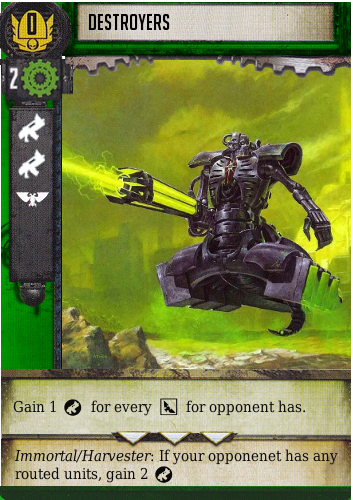 0
DESTROYERS
2
Gain 1 for every for opponent has.
Immortal/Harvester: If your opponenet has any
routed units, gain 2